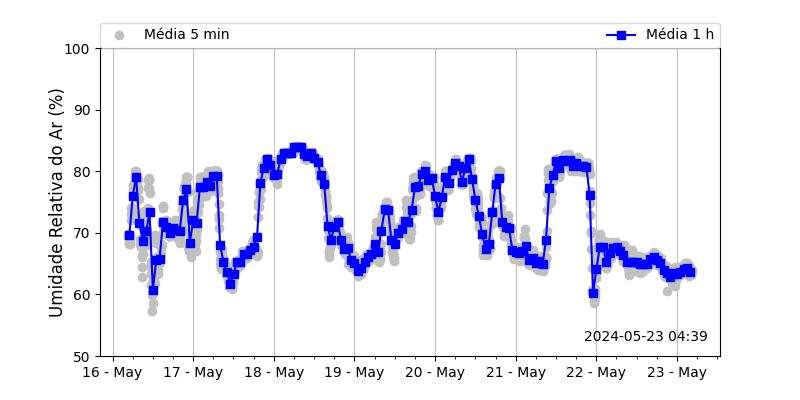 Média 5 min
Média 1 h
Umidade Relativa do Ar (%)
100
90
80
70
60
50
2024-05-23 04:39
16 - May
17 - May
18 - May
19 - May
20 - May
21 - May
22 - May
23 - May